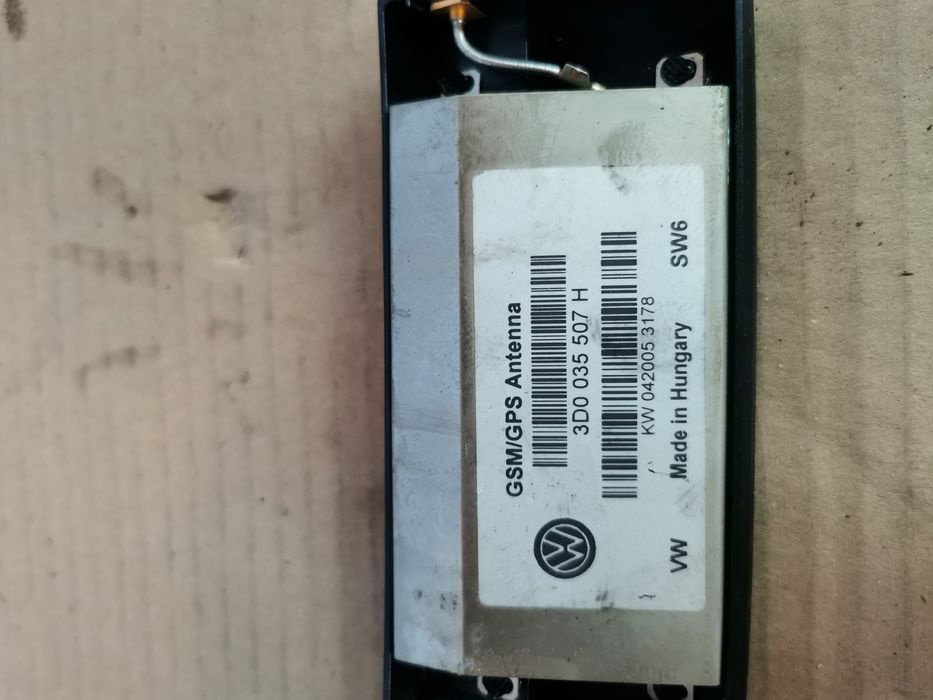 GSM/GPS Antenna
3D0 035 507 H
KW 042005 3178
VW Made in Hungary SW6